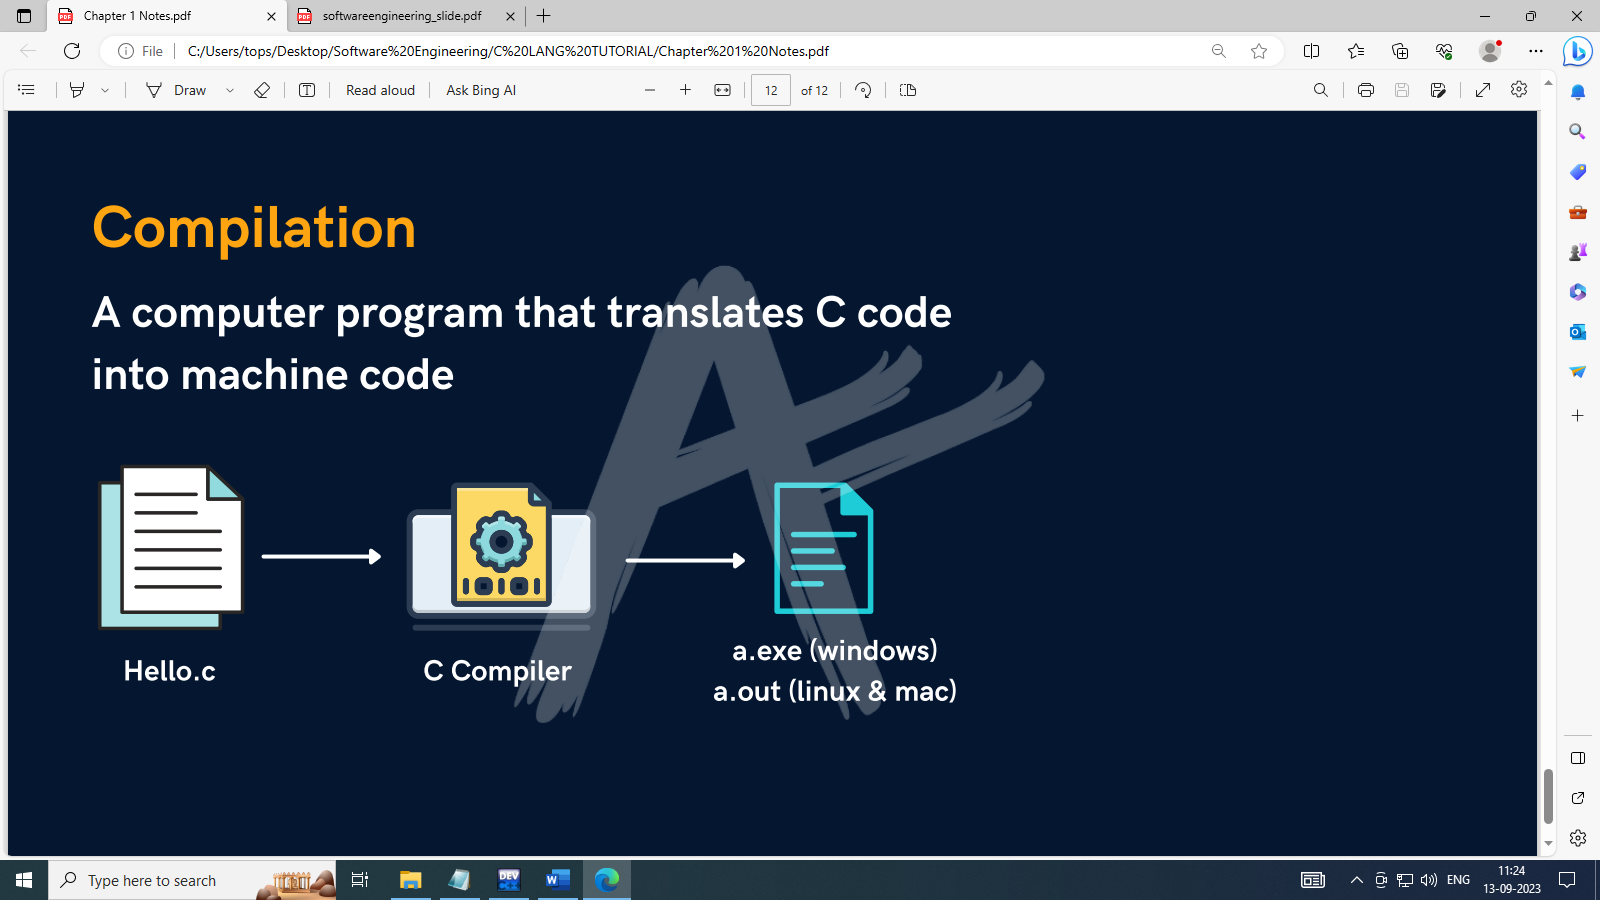 Chapter 1 Notes.pdf
softwareengineering_slide.pdf
File
C:/Users/tops/Desktop/Software%20Engineering/C%20LANG%20TUTORIAL/Chapter%201%20Notes.pdf
Draw
Read aloud
Ask Bing AI
12
of 12
Compilation
A computer program that translates C code
into machine code
Hello.c
C Compiler
a.exe (windows)
a.out (linux & mac)
Type here to search
DEV
ENG
11:24
13-09-2023